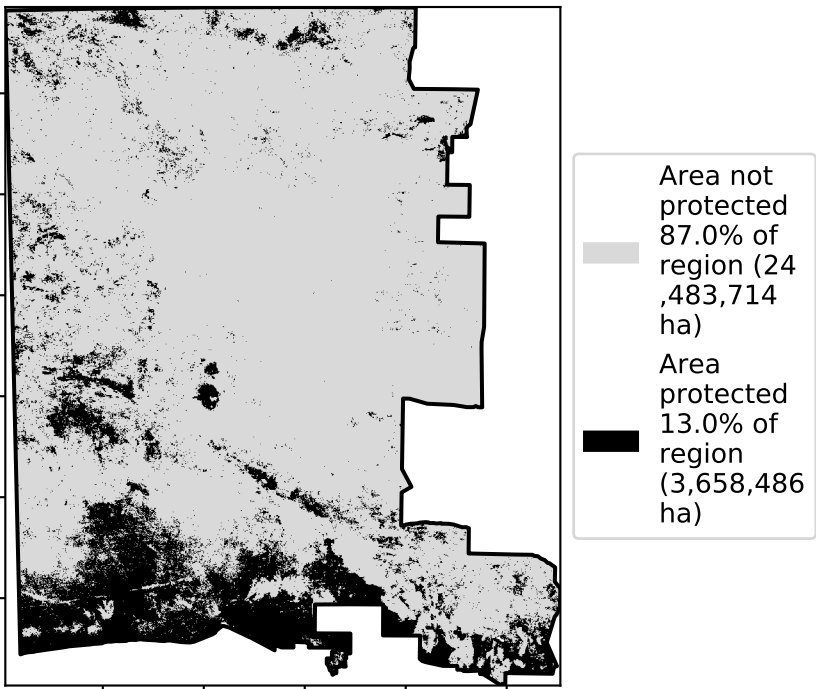 Area not
protected
87.0% of
region (24
,483,714
ha)
Area
protected
13.0% of
region
(3,658,486
ha)